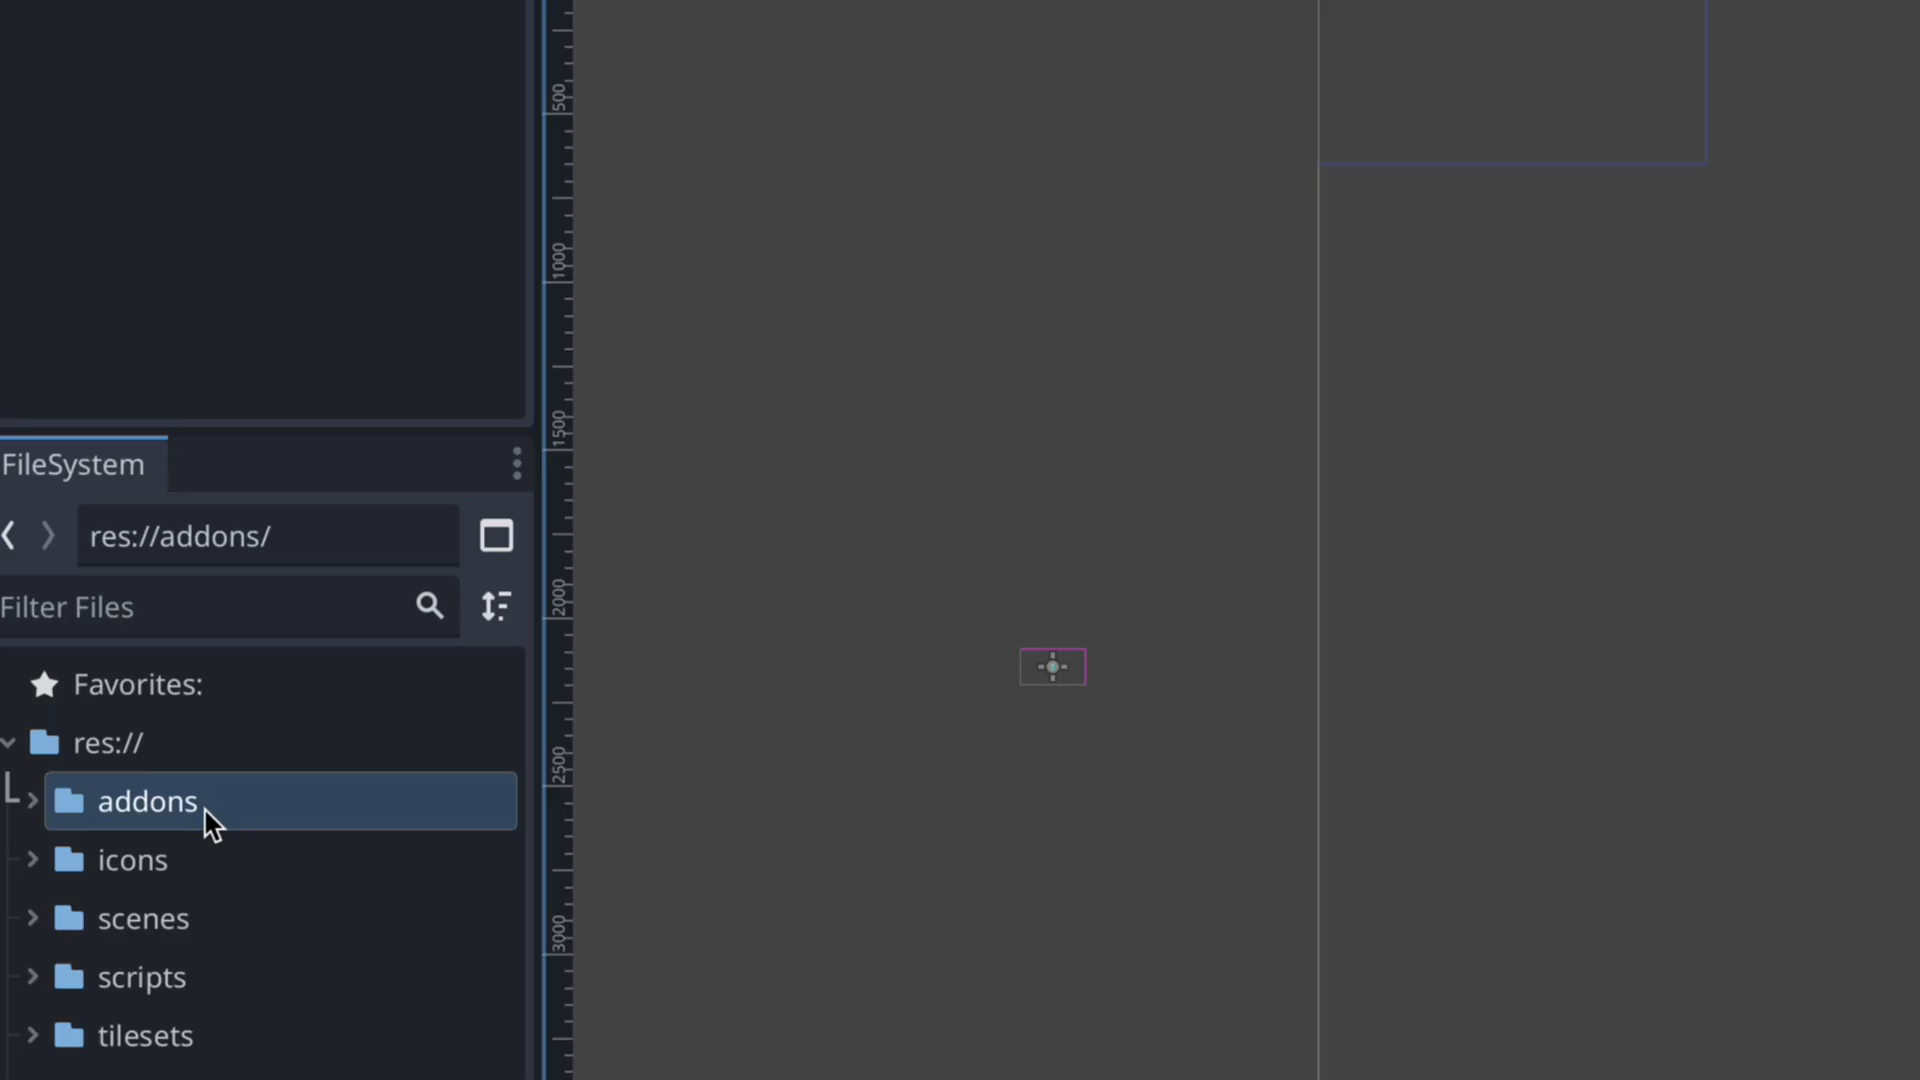 500
1000
1500
FileSystem
res://addons/
2000
Filter Files
Favorites:
res://
2500
addons
icons
scenes
3000
scripts
tilesets